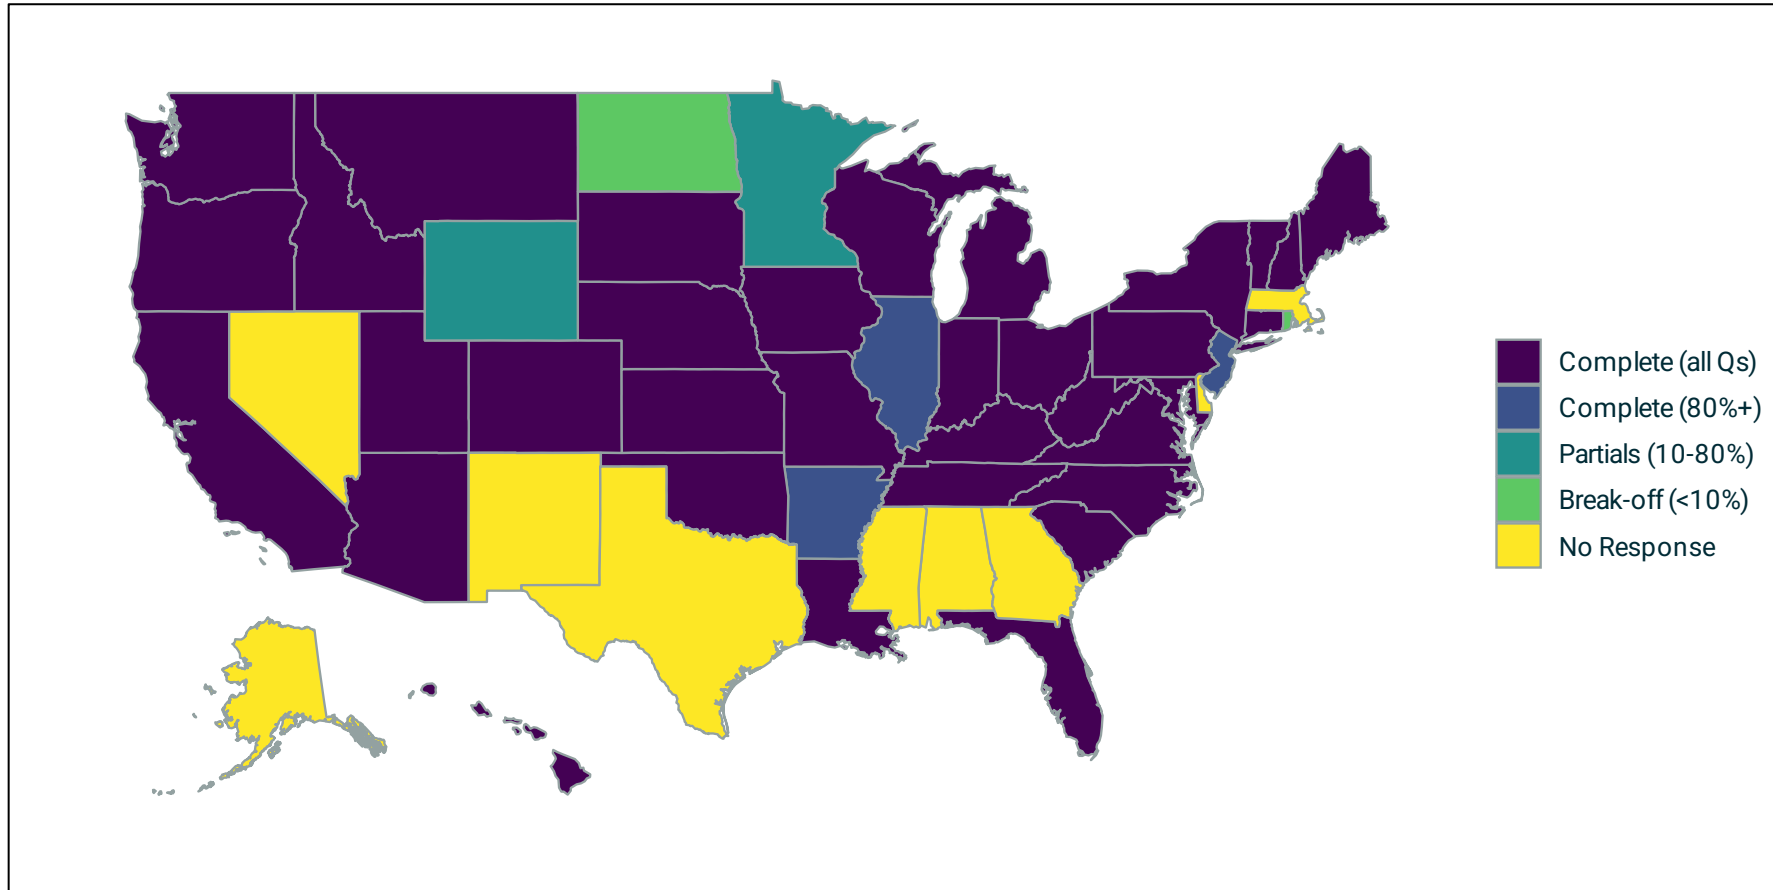 Complete (all Qs)
Complete (80%+)
Partials (10-80%)
Break-off (<10%)
No Response